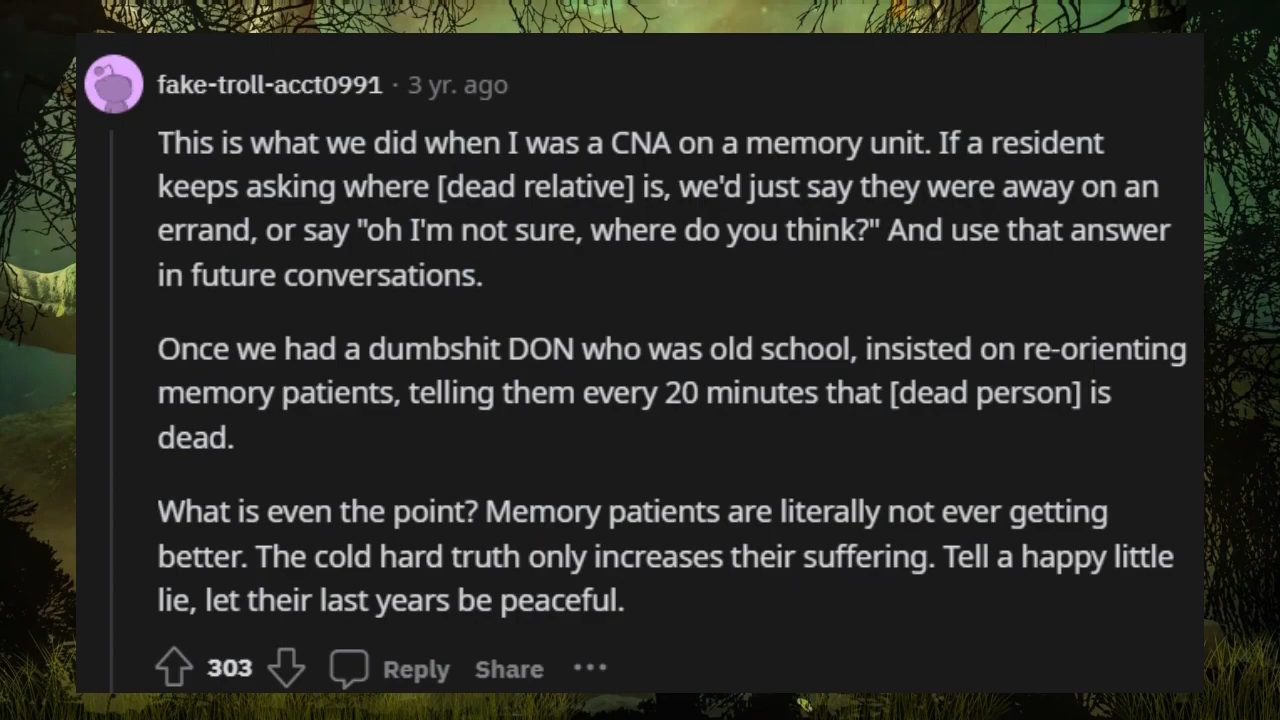 fake-troll-acct0991 · 3 yr. ago
This is what we did when I was a CNA on a memory unit. If a resident
keeps asking where [dead relative] is, we'd just say they were away on an
errand, or say "oh I'm not sure, where do you think?" And use that answer
in future conversations.
Once we had a dumbshit DON who was old school, insisted on re-orienting
memory patients, telling them every 20 minutes that [dead person] is
dead.
What is even the point? Memory patients are literally not ever getting
better. The cold hard truth only increases their suffering. Tell a happy little
lie, let their last years be peaceful.
303 Reply Share ···